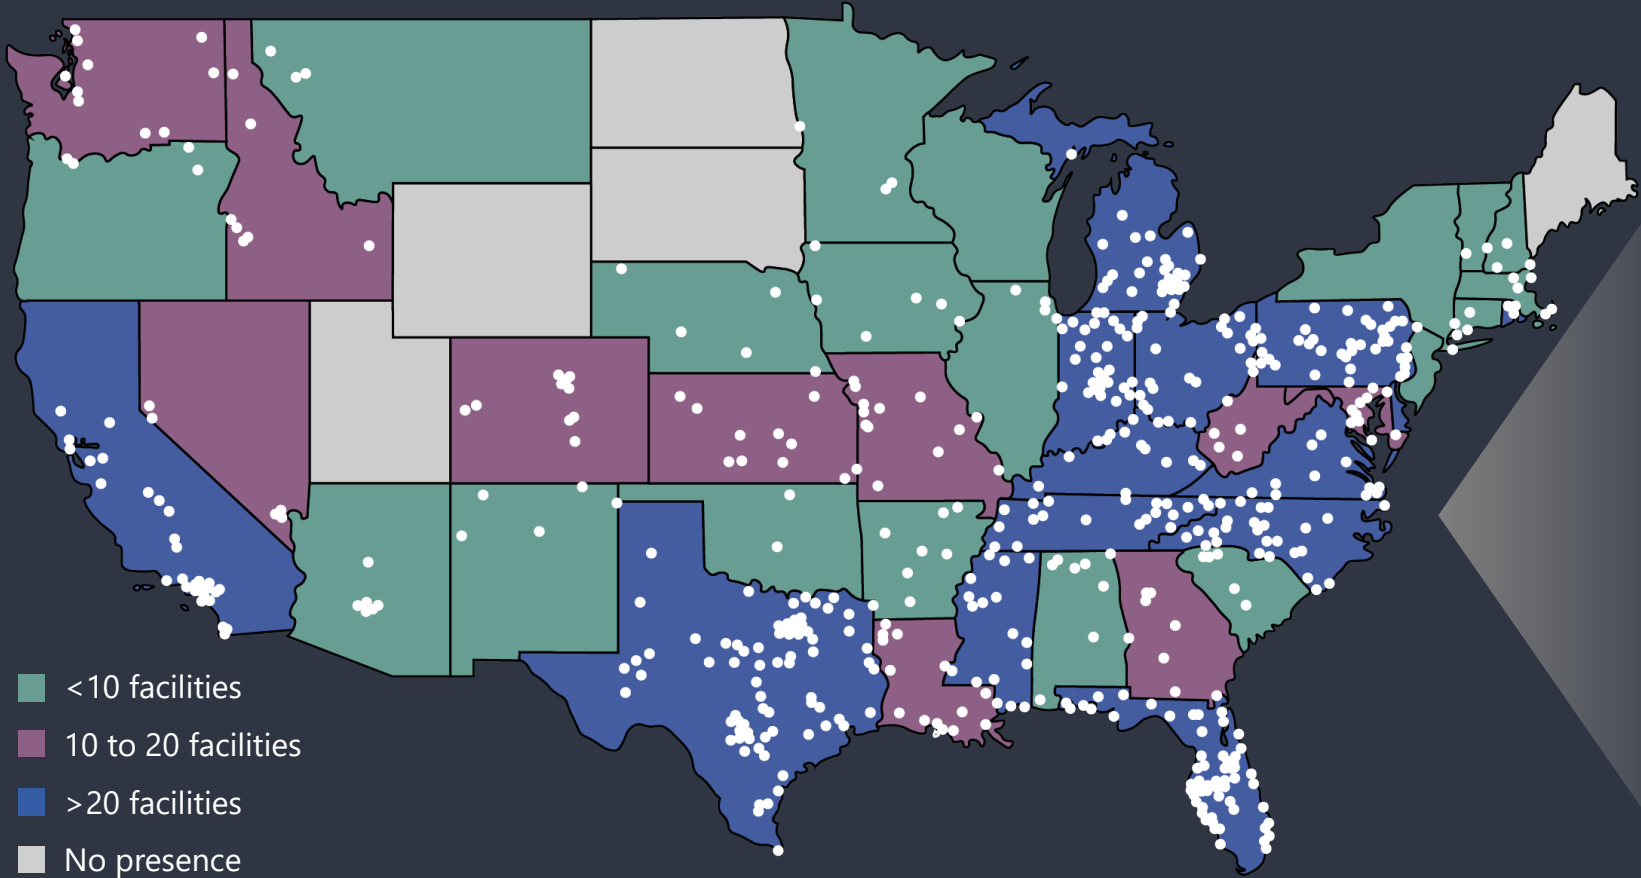 <10 facilities
10 to 20 facilities
>20 facilities
No presence